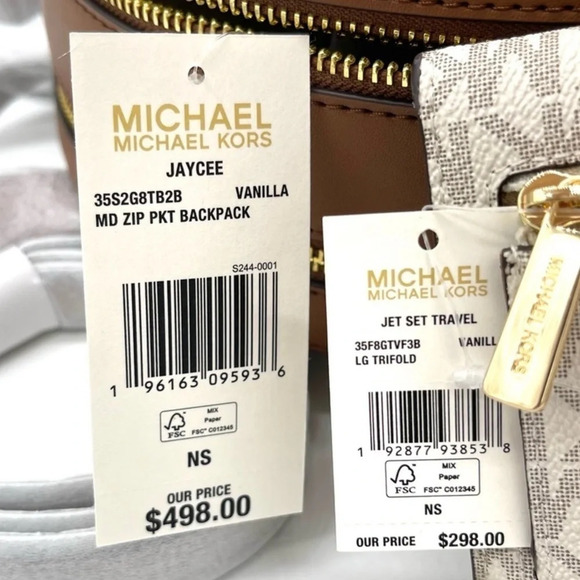 MICHAEL
MICHAEL KORS
JAYCEE
35S2G8TB2B VANILLA
MD ZIP PKT BACKPACK
S244-0001
1 96163 09593 6
FSC
MIX
Paper
FSC™ C012345
NS
OUR PRICE
$498.00
MICHAEL
MICHAEL KORS
JET SET TRAVEL
35F8GTVF3B VANILL
LG TRIFOLD
1 92877 93853 8
FSC
MIX
Paper
FSC™ C012345
NS
OUR PRICE $298.00
MICHAEL KORS